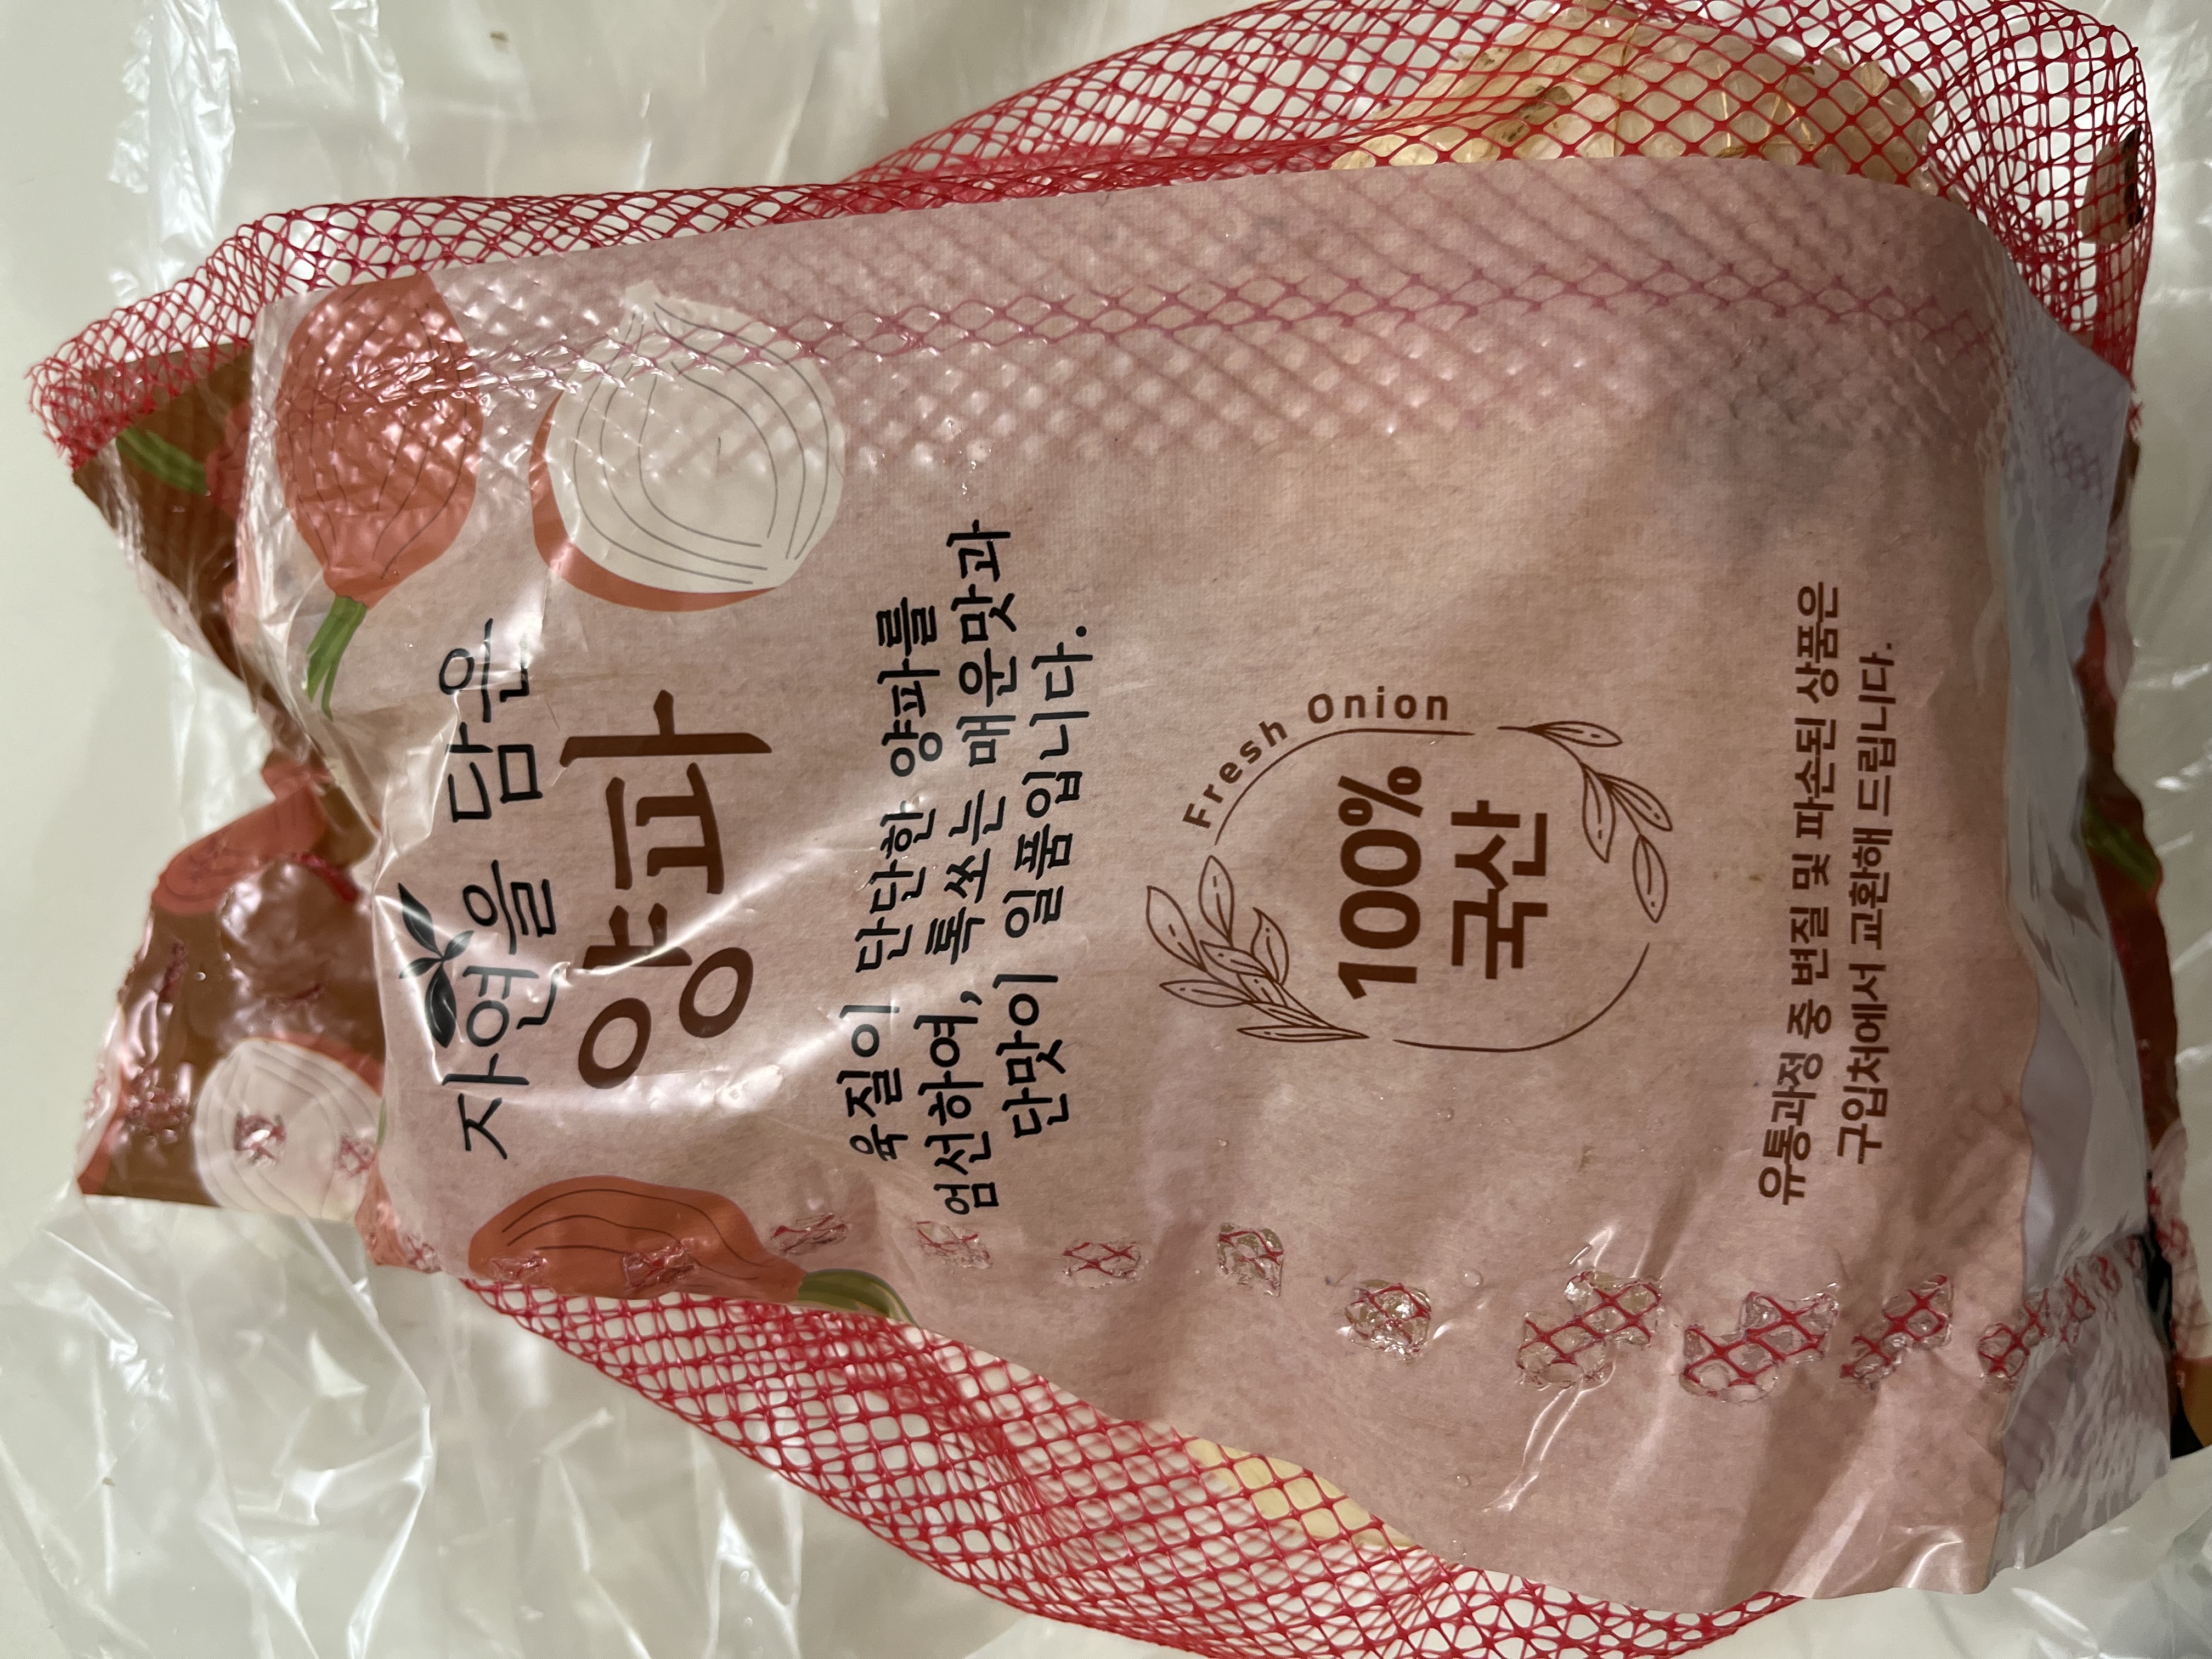 자연을 담은
양파
육질이 단단한 양파를
엄선하여, 톡쏘는 매운맛과
단맛이 일품입니다.
Fresh Onion
100%
국산
유통과정 중 변질 및 파손된 상품은
구입처에서 교환해 드립니다.